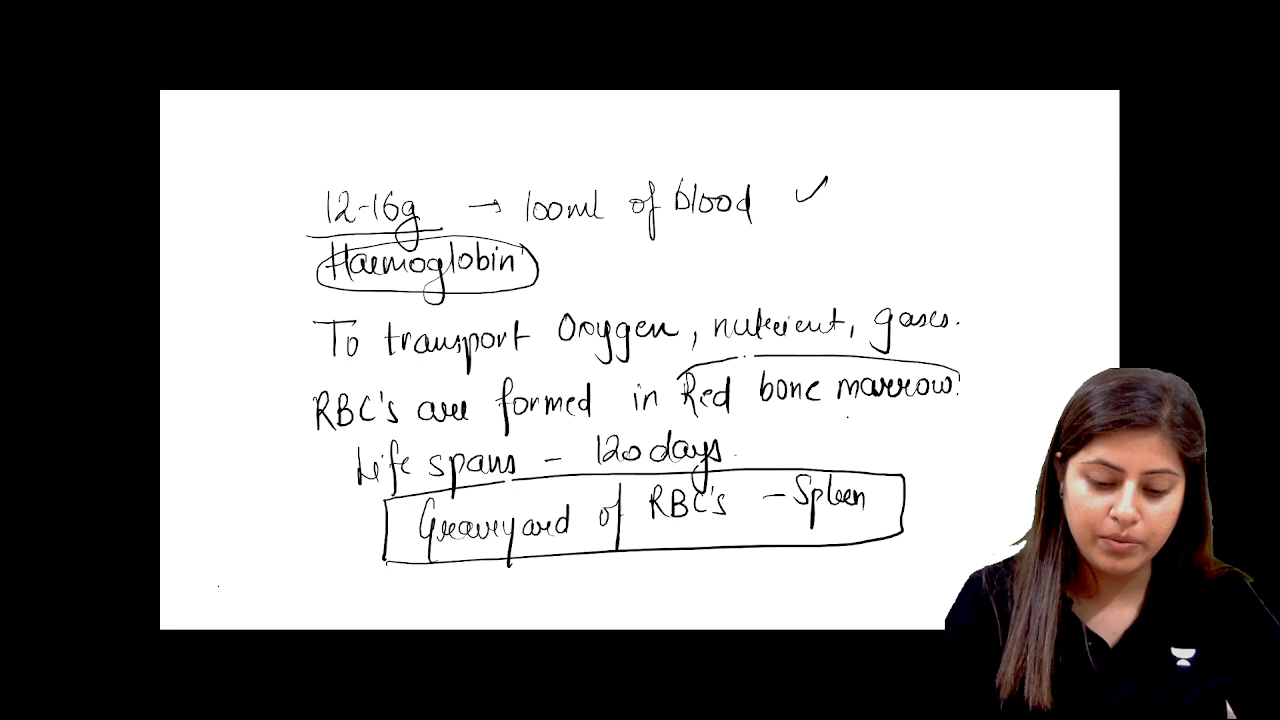 12-16g → 100ml of blood ✓
Haemoglobin
To transport Oxygen, nutrient, gases.
RBC's are formed in Red bone marrow.
Life spans - 120 days.
Graveyard of RBC's - Spleen